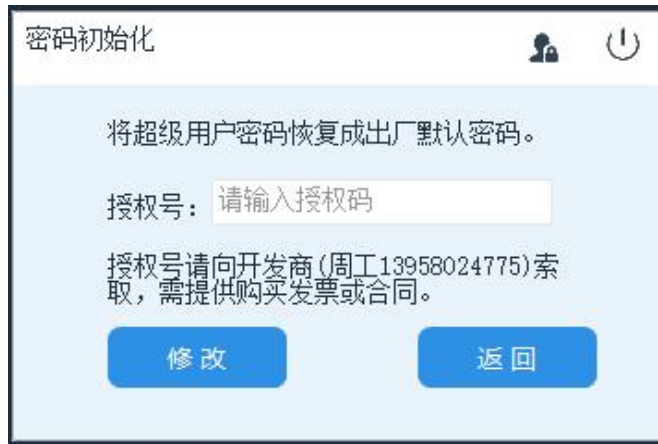 密码初始化
将超级用户密码恢复成出厂默认密码。
授权号：请输入授权码
授权号请向开发商(周工13958024775)索
取，需提供购买发票或合同。
修改 返回